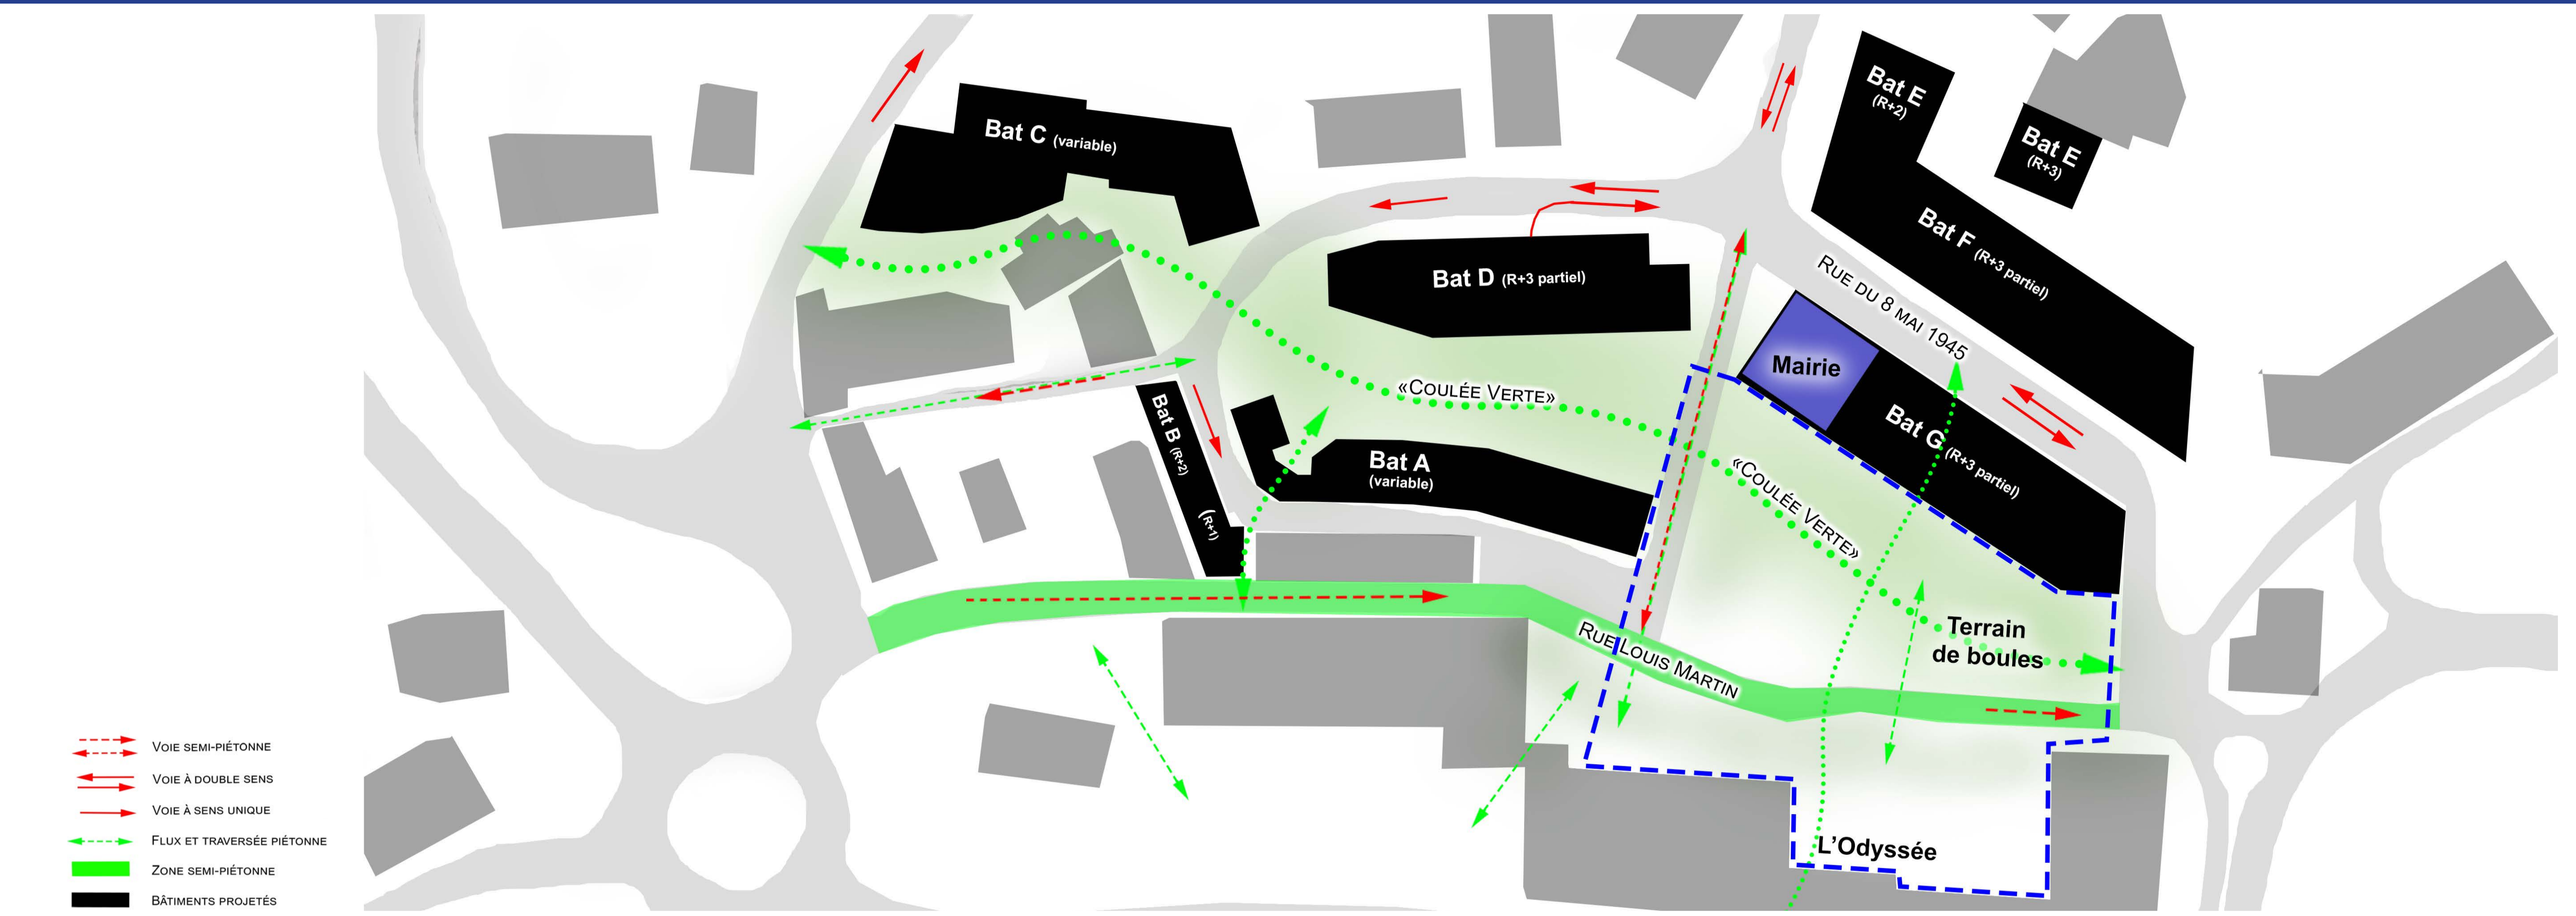 Bat E
(R+2)
Bat C (variable)
Bat E
(R+3)
Bat F (R+3 partiel)
Bat D (R+3 partiel)
RUE DU 8 MAI 1945
Mairie
«COULÉE VERTE»
Bat B (R+2)
(R+1)
Bat A
(variable)
Bat G (R+3 partiel)
«COULÉE VERTE»
RUE LOUIS MARTIN
Terrain
de boules
L'Odyssée
VOIE SEMI-PIÉTONNE
VOIE À DOUBLE SENS
VOIE À SENS UNIQUE
FLUX ET TRAVERSÉE PIÉTONNE
ZONE SEMI-PIÉTONNE
BÂTIMENTS PROJETÉS